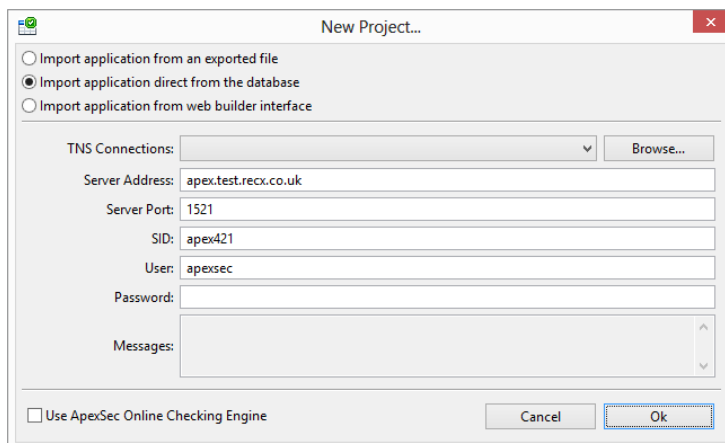 New Project...
Import application from an exported file
Import application direct from the database
Import application from web builder interface
TNS Connections: Browse...
Server Address: apex.test.recx.co.uk
Server Port: 1521
SID: apex421
User: apexsec
Password:
Messages:
Use ApexSec Online Checking Engine Cancel Ok